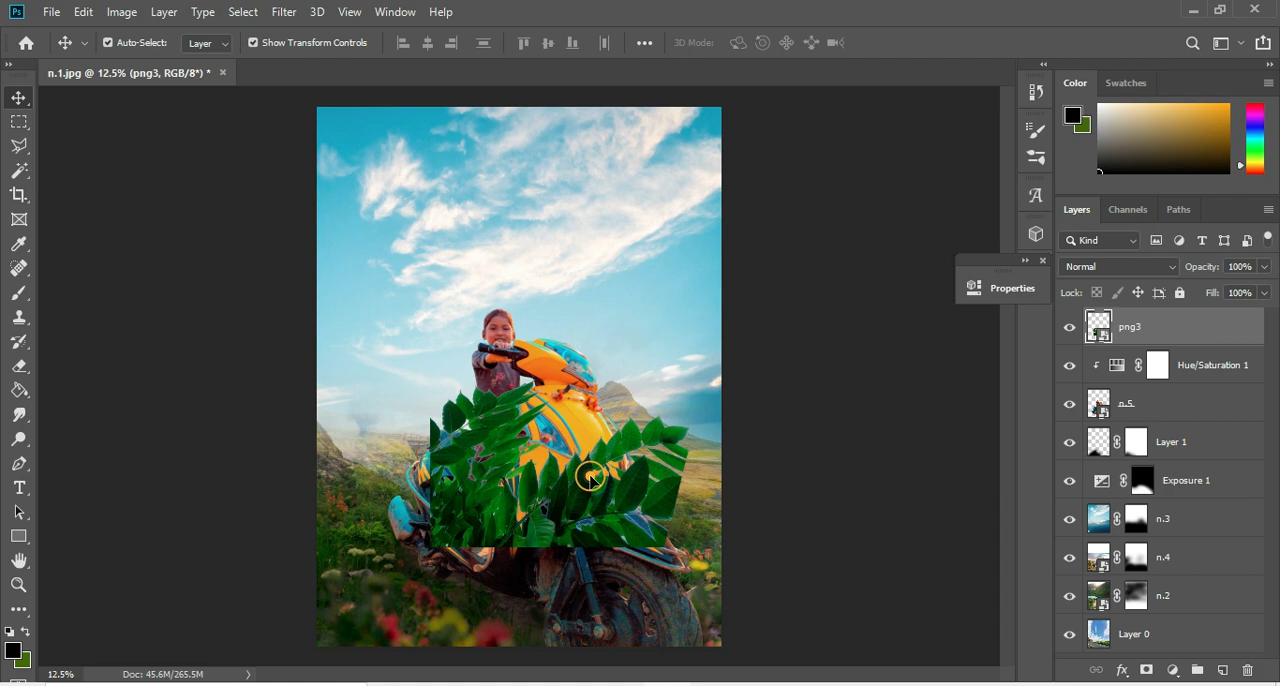 Ps File Edit Image Layer Type Select Filter 3D View Window Help
Auto-Select: Layer Show Transform Controls 3D Mode:
n.1.jpg @ 12.5% (png3, RGB/8*) * ×
Color Swatches
Layers Channels Paths
Kind
Normal Opacity: 100%
Lock: Fill: 100%
Properties
png3
Hue/Saturation 1
n.5.
Layer 1
Exposure 1
n.3
n.4
n.2
Layer 0
12.5% Doc: 45.6M/265.5M